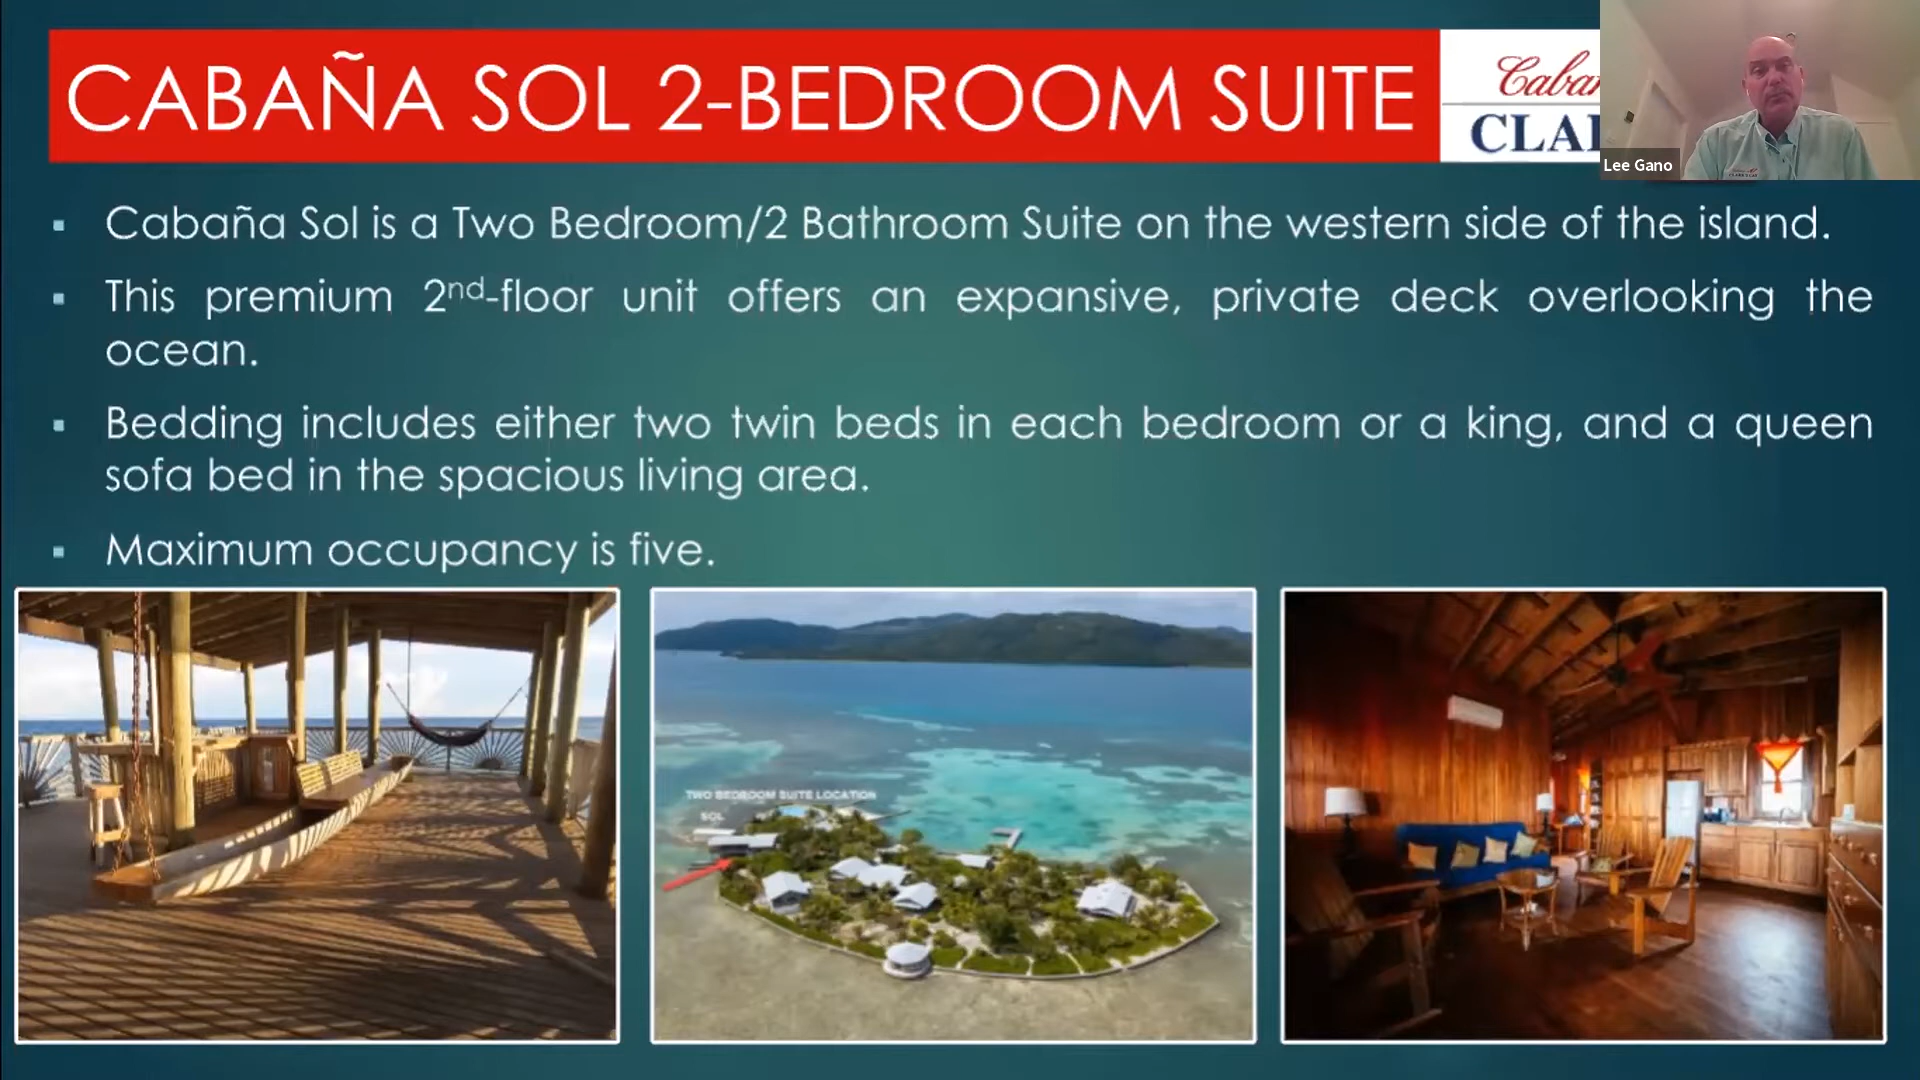 CABAÑA SOL 2-BEDROOM SUITE
CLA
Lee Gano
▪ Cabaña Sol is a Two Bedroom/2 Bathroom Suite on the western side of the island.
▪ This premium 2nd-floor unit offers an expansive, private deck overlooking the
ocean.
▪ Bedding includes either two twin beds in each bedroom or a king, and a queen
sofa bed in the spacious living area.
▪ Maximum occupancy is five.
TWO BEDROOM SUITE LOCATION
SOL